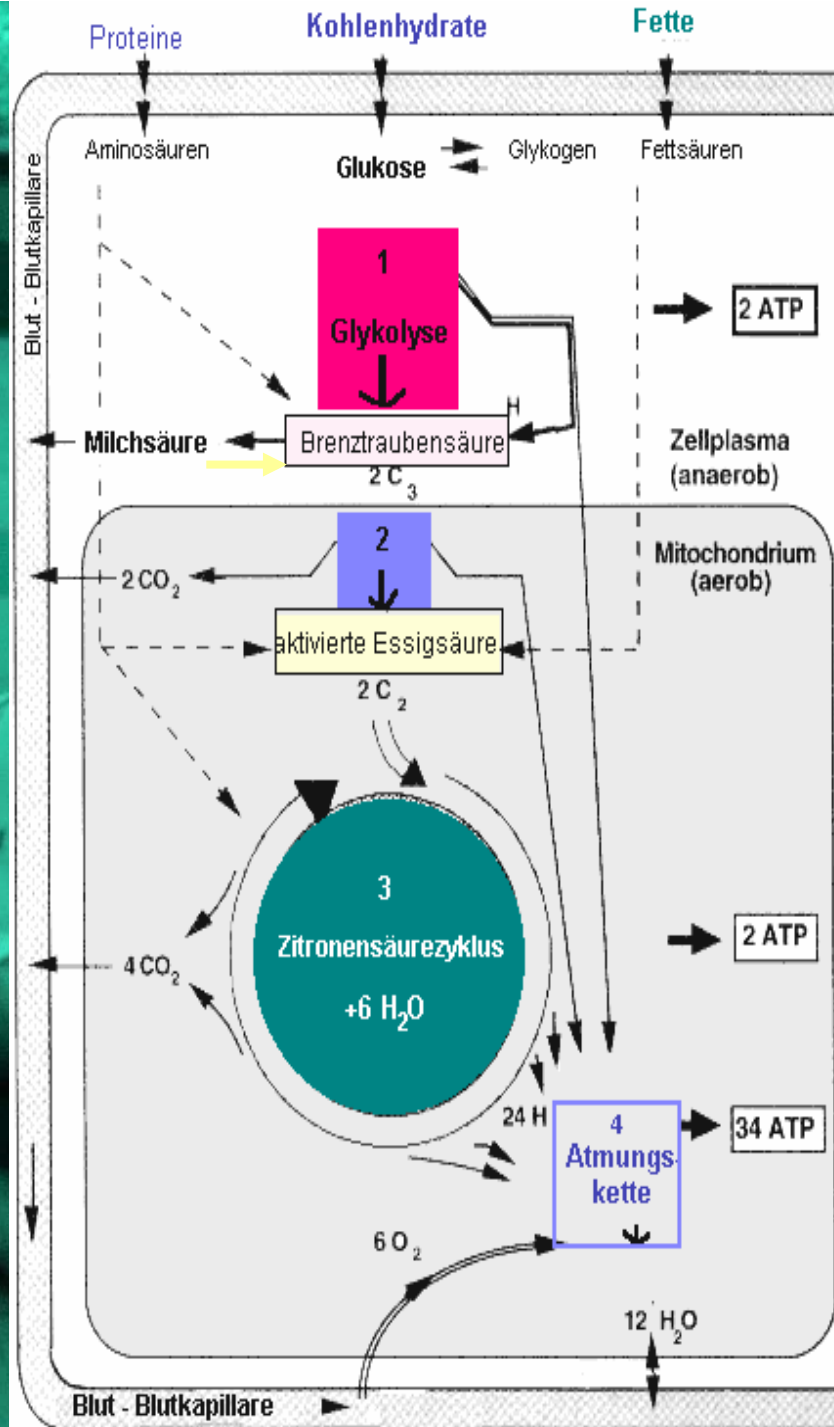 Proteine
Kohlenhydrate
Fette
Aminosäuren
Glukose
Glykogen
Fettsäuren
Blut - Blutkapillare
1
Glykolyse
2 ATP
H
Milchsäure
Brenztraubensäure
2 C₃
Zellplasma
(anaerob)
2
Mitochondrium
(aerob)
2 CO₂
aktivierte Essigsäure
2 C₂
3
Zitronensäurezyklus
+6 H₂O
2 ATP
4 CO₂
24 H
4
Atmungs-
kette
34 ATP
6 O₂
12 H₂O
Blut - Blutkapillare